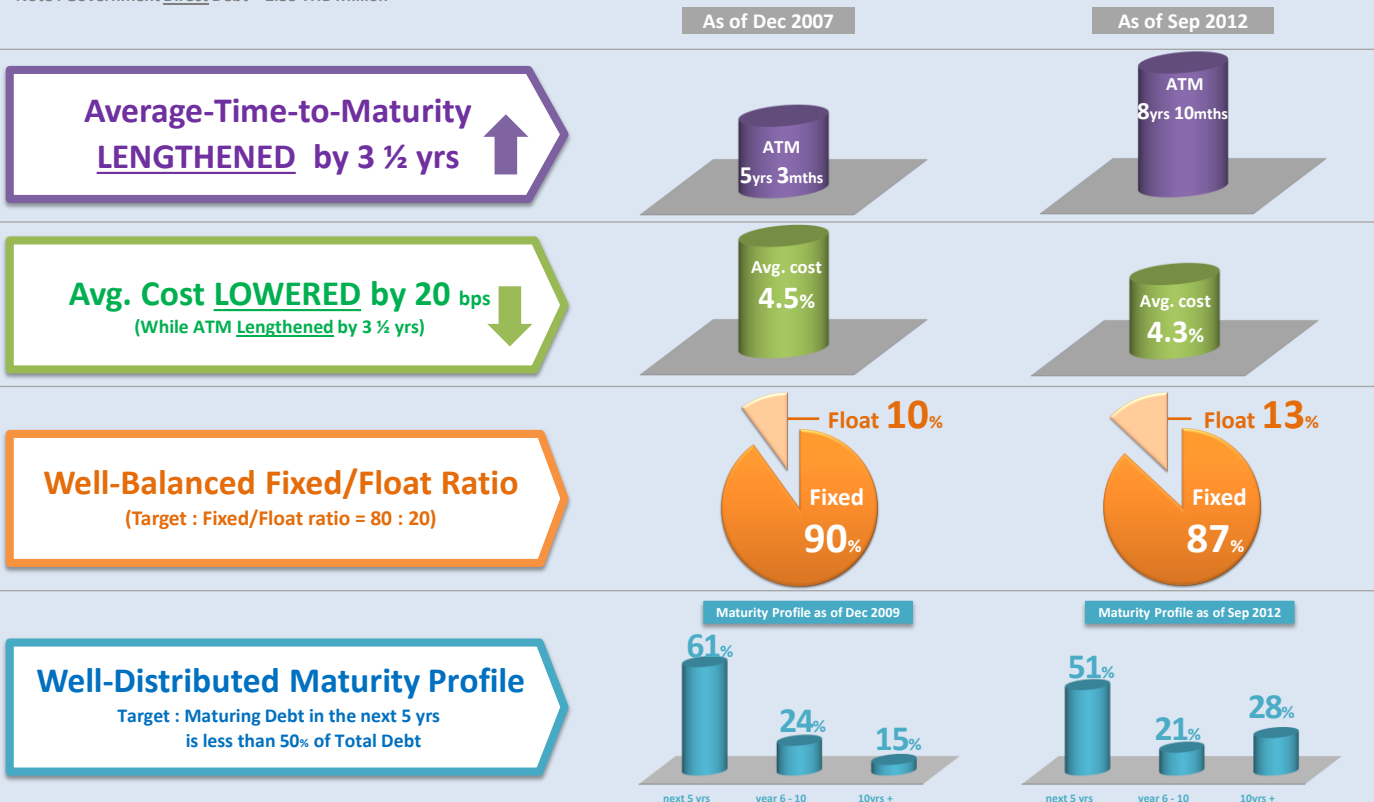 As of Dec 2007
As of Sep 2012
Average-Time-to-Maturity
LENGTHENED by 3 ½ yrs
ATM
5yrs 3mths
ATM
8yrs 10mths
Avg. Cost LOWERED by 20 bps
(While ATM Lengthened by 3 ½ yrs)
Avg. cost
4.5%
Avg. cost
4.3%
Well-Balanced Fixed/Float Ratio
(Target : Fixed/Float ratio = 80 : 20)
Float 10%
Fixed
90%
Float 13%
Fixed
87%
Well-Distributed Maturity Profile
Target : Maturing Debt in the next 5 yrs
is less than 50% of Total Debt
Maturity Profile as of Dec 2009
61%
24%
15%
next 5 yrs
year 6 - 10
10yrs +
Maturity Profile as of Sep 2012
51%
21%
28%
next 5 yrs
year 6 - 10
10yrs +